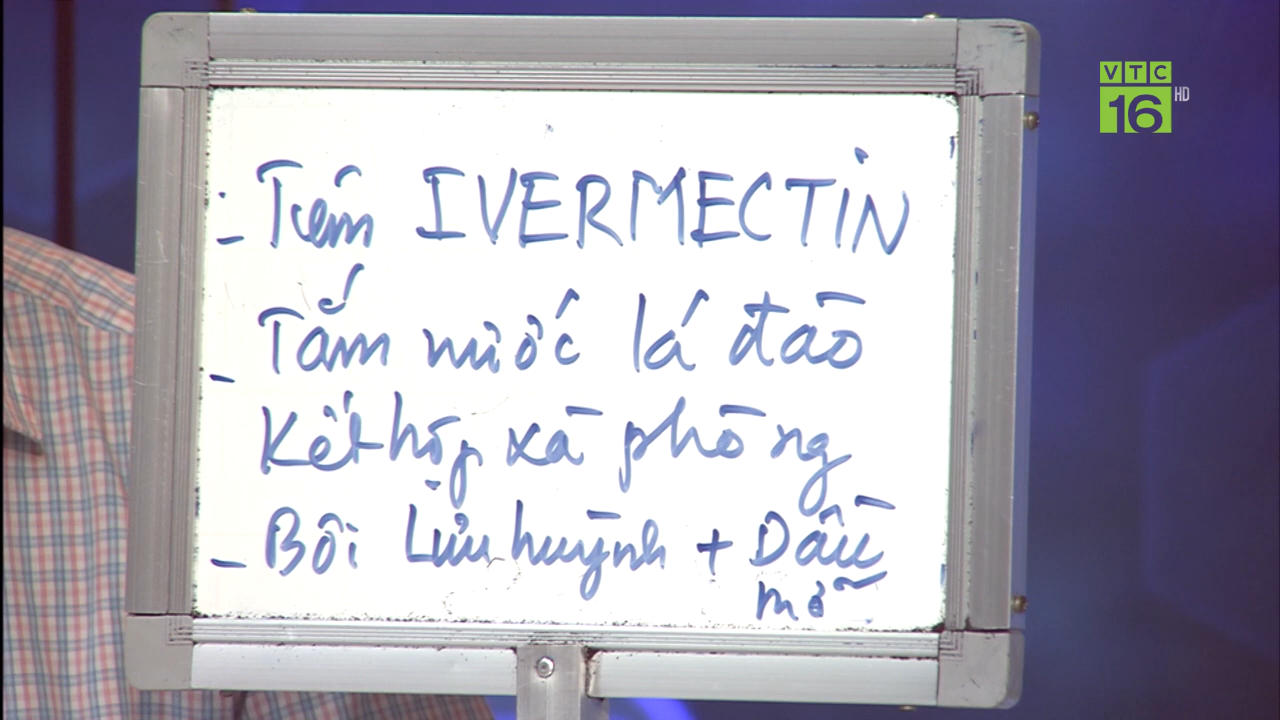 - Tiêm IVERMECTIN
- Tắm nước lá đào
Kết hợp xà phòng
- Bôi Lưu huỳnh + Dầu
mỡ
VTC
16 HD